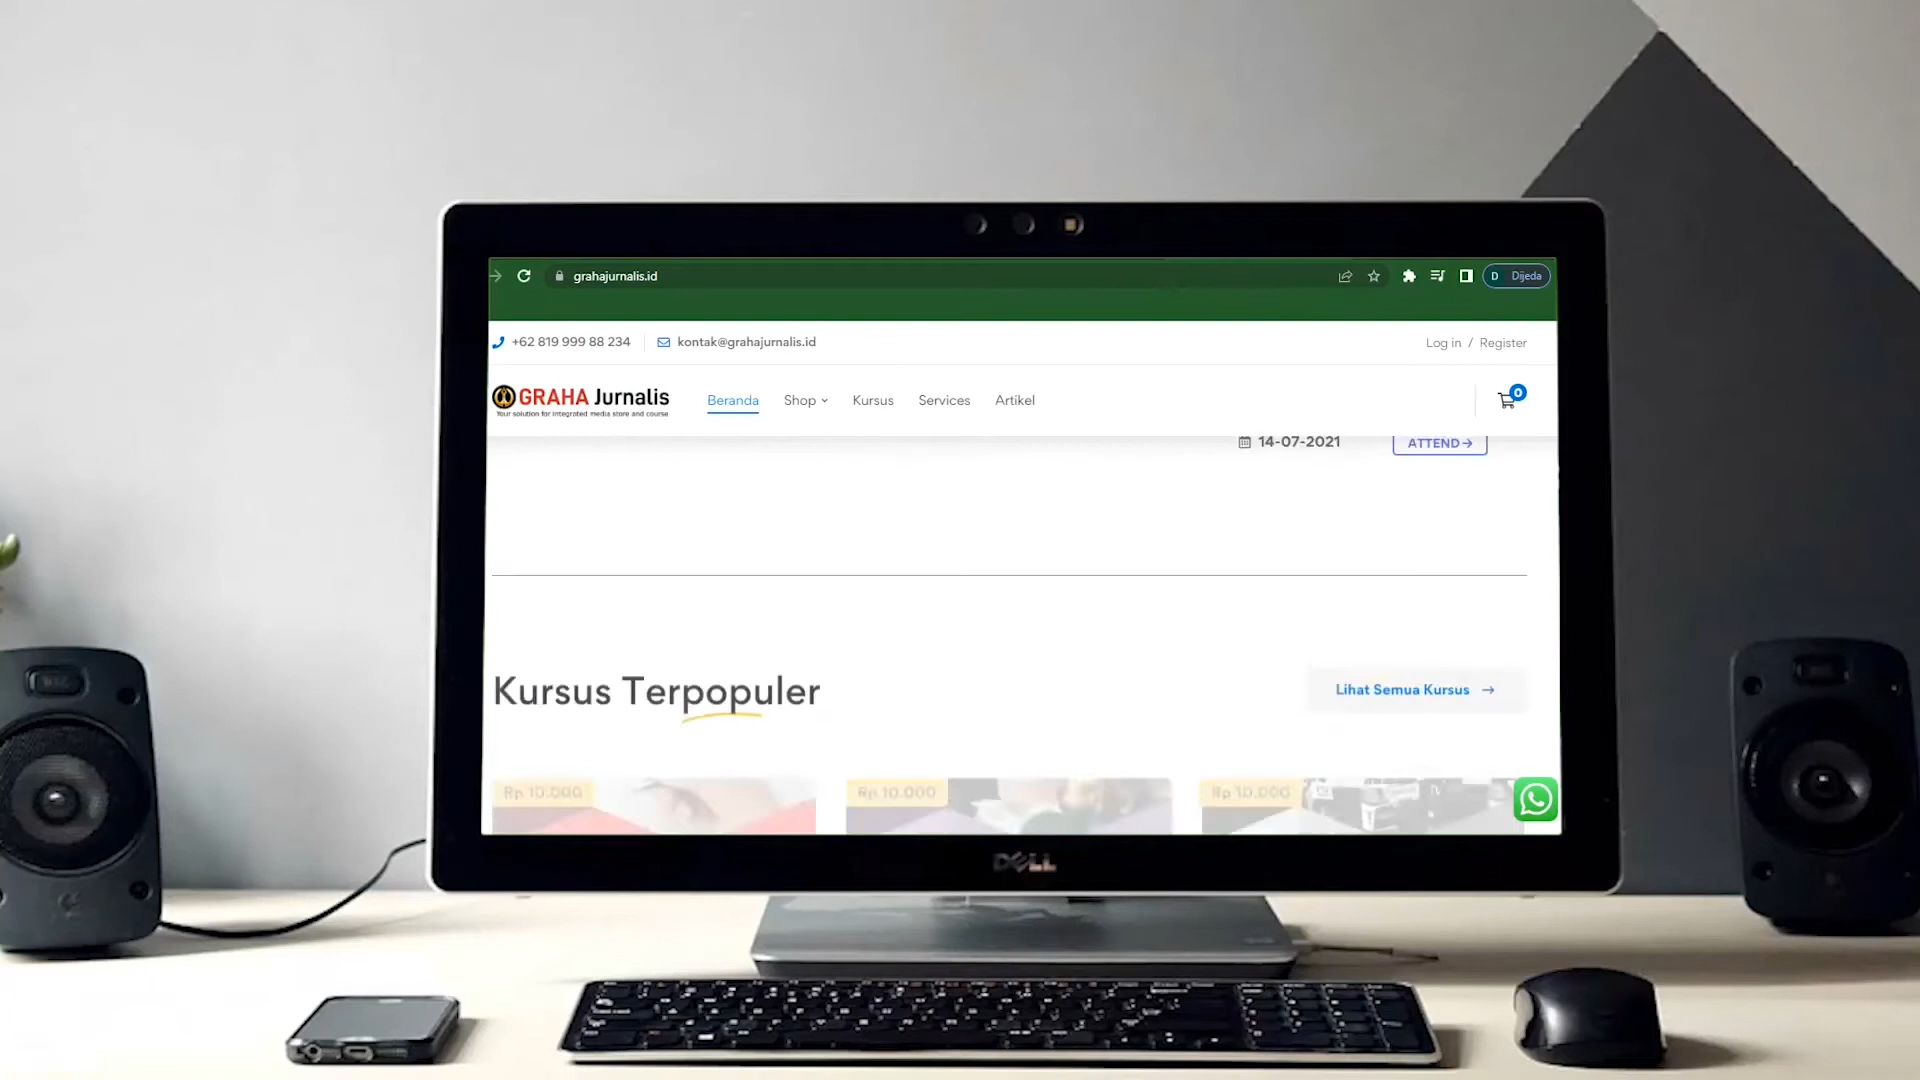 grahajurnalis.id
D Dijeda
+62 819 999 88 234
kontak@grahajurnalis.id
Log in / Register
GRAHA Jurnalis
Your solution for integrated media store and course
Beranda
Shop
Kursus
Services
Artikel
0
14-07-2021
ATTEND
Kursus Terpopuler
Lihat Semua Kursus
Rp 10.000
Rp 10.000
Rp 10.000
DELL